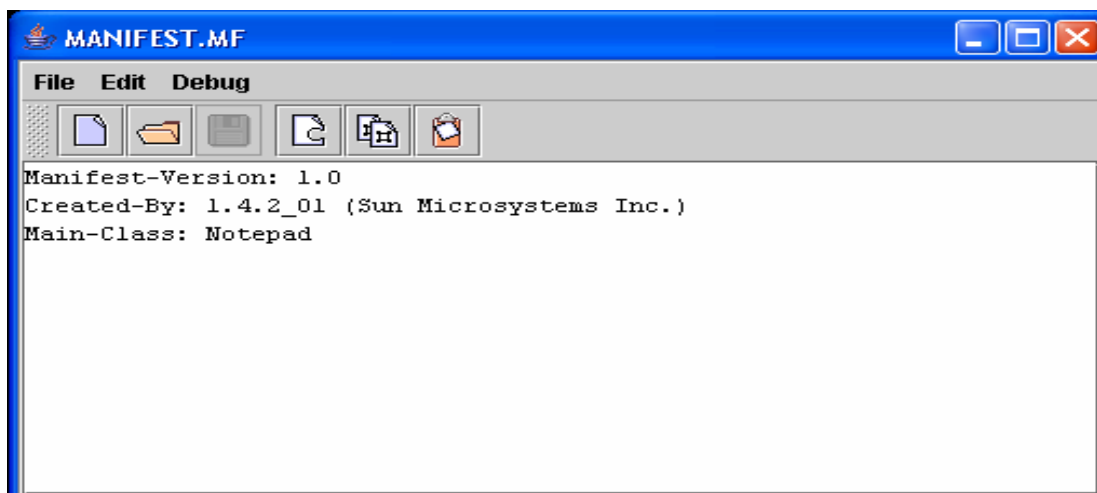 MANIFEST.MF
File Edit Debug
Manifest-Version: 1.0
Created-By: 1.4.2_01 (Sun Microsystems Inc.)
Main-Class: Notepad